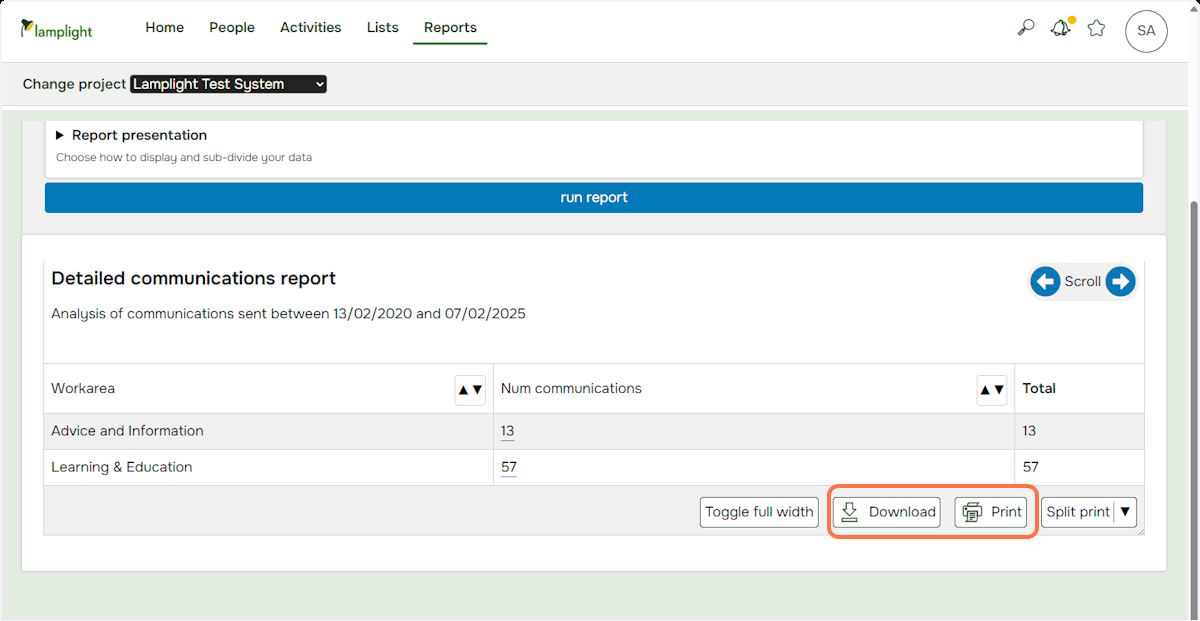 lamplight Home People Activities Lists Reports SA
Change project Lamplight Test System
▶ Report presentation
Choose how to display and sub-divide your data
run report
Detailed communications report
Scroll
Analysis of communications sent between 13/02/2020 and 07/02/2025
Workarea ▲▼ Num communications ▲▼ Total
Advice and Information 13 13
Learning & Education 57 57
Toggle full width Download Print Split print ▼